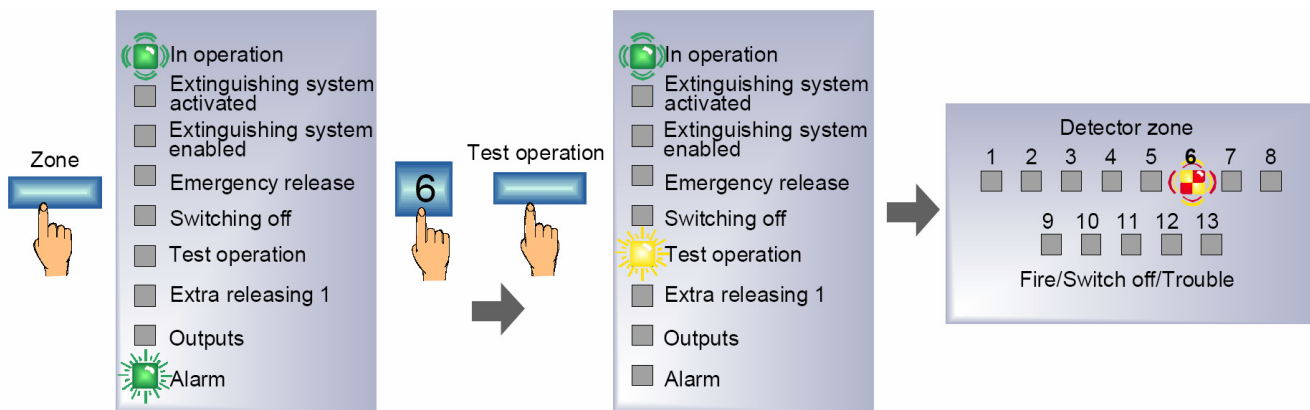 Zone
In operation
Extinguishing system
activated
Extinguishing system
enabled
Emergency release
Switching off
Test operation
Extra releasing 1
Outputs
Alarm
6
Test operation
In operation
Extinguishing system
activated
Extinguishing system
enabled
Emergency release
Switching off
Test operation
Extra releasing 1
Outputs
Alarm
Detector zone
1 2 3 4 5 6 7 8
9 10 11 12 13
Fire/Switch off/Trouble